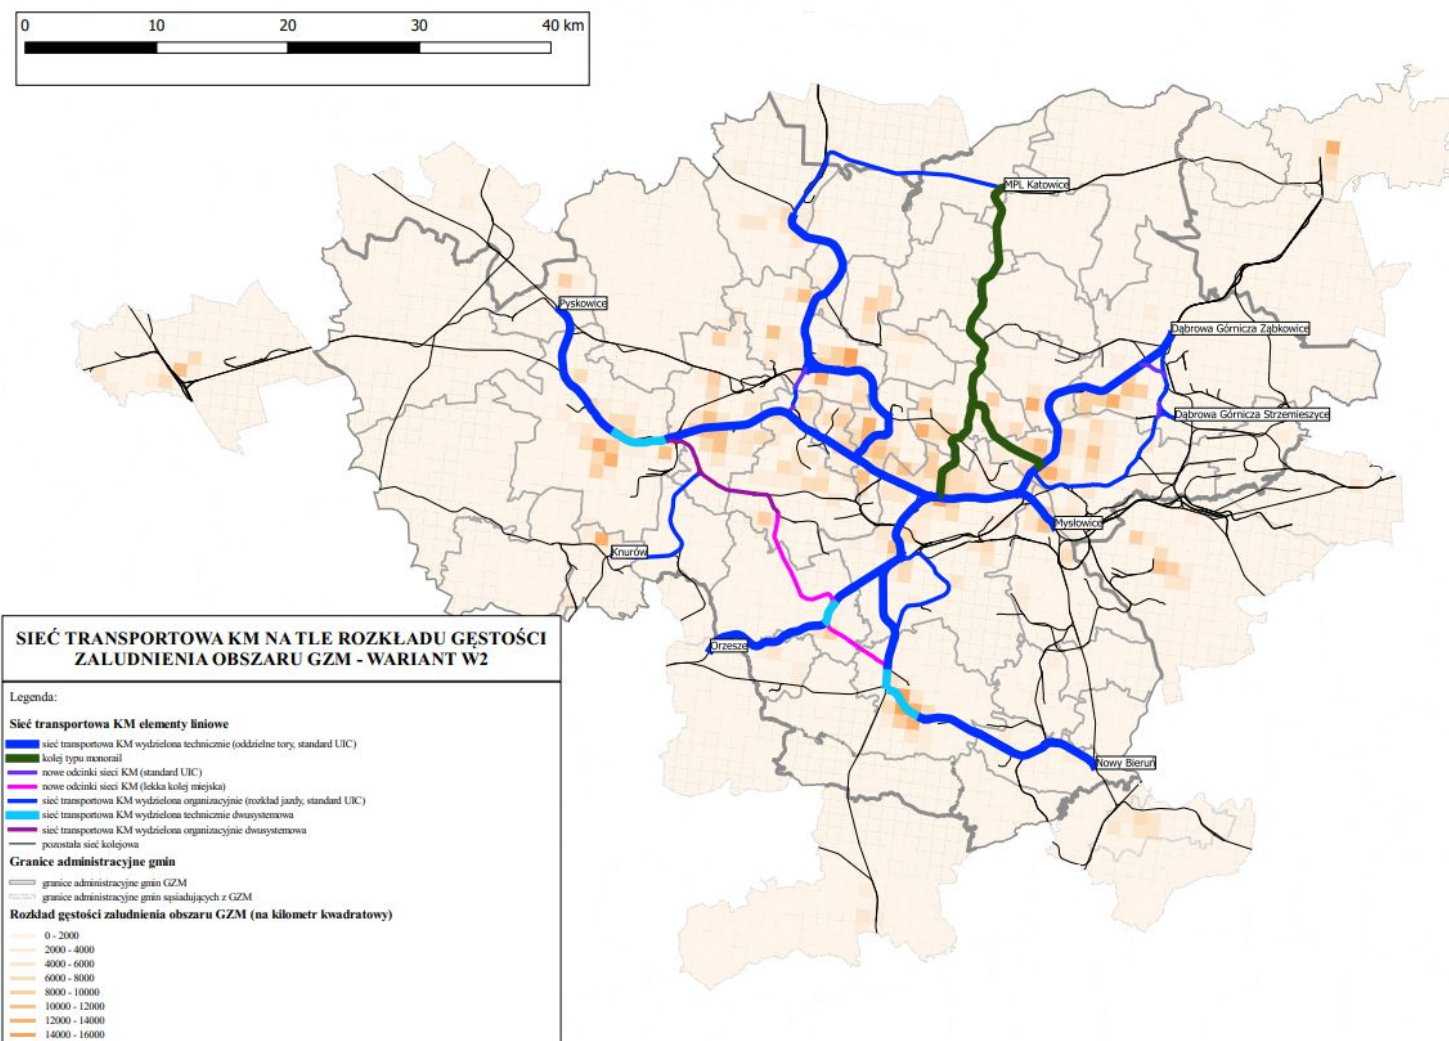 0 10 20 30 40 km
MPL Katowice
Pyskowice
Dąbrowa Górnicza Ząbkowice
Dąbrowa Górnicza Strzemieszyce
Mysłowice
Knurów
Orzesze
Nowy Bieruń
SIEĆ TRANSPORTOWA KM NA TLE ROZKŁADU GĘSTOŚCI
ZALUDNIENIA OBSZARU GZM - WARIANT W2
Legenda:
Sieć transportowa KM elementy liniowe
sieć transportowa KM wydzielona technicznie (oddzielne tory, standard UIC)
kolej typu monorail
nowe odcinki sieci KM (standard UIC)
nowe odcinki sieci KM (lekka kolej miejska)
sieć transportowa KM wydzielona organizacyjnie (rozkład jazdy, standard UIC)
sieć transportowa KM wydzielona technicznie dwusystemowa
sieć transportowa KM wydzielona organizacyjnie dwusystemowa
pozostała sieć kolejowa
Granice administracyjne gmin
granice administracyjne gmin GZM
granice administracyjne gmin sąsiadujących z GZM
Rozkład gęstości zaludnienia obszaru GZM (na kilometr kwadratowy)
0 - 2000
2000 - 4000
4000 - 6000
6000 - 8000
8000 - 10000
10000 - 12000
12000 - 14000
14000 - 16000